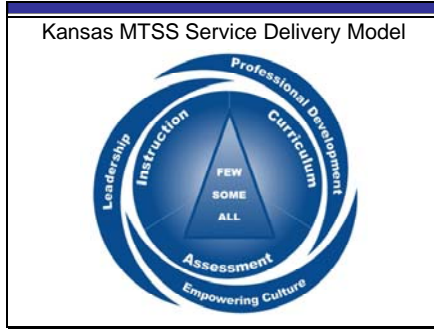 Kansas MTSS Service Delivery Model
Professional Development
Leadership
Instruction
Curriculum
FEW
SOME
ALL
Assessment
Empowering Culture